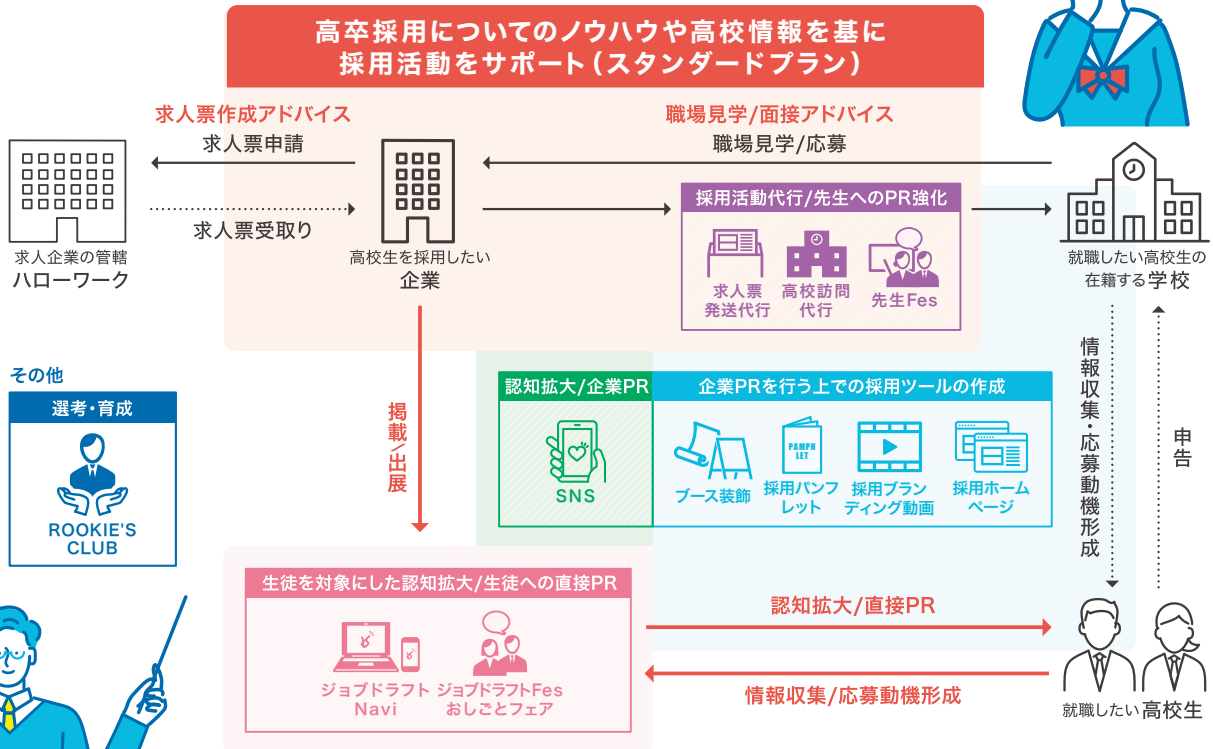 高卒採用についてのノウハウや高校情報を基に
採用活動をサポート(スタンダードプラン)
求人票作成アドバイス
求人票申請
求人票受取り
求人企業の管轄
ハローワーク
高校生を採用したい
企業
職場見学/面接アドバイス
職場見学/応募
採用活動代行/先生へのPR強化
求人票
発送代行
高校訪問
代行
先生Fes
就職したい高校生の
在籍する学校
その他
選考・育成
ROOKIE'S
CLUB
掲載/出展
認知拡大/企業PR
SNS
企業PRを行う上での採用ツールの作成
ブース装飾
PAMPH
LET
採用パンフ
レット
採用ブラン
ディング動画
採用ホーム
ページ
情報収集・応募動機形成
申告
生徒を対象にした認知拡大/生徒への直接PR
ジョブドラフト
Navi
ジョブドラフトFes
おしごとフェア
認知拡大/直接PR
情報収集/応募動機形成
就職したい高校生